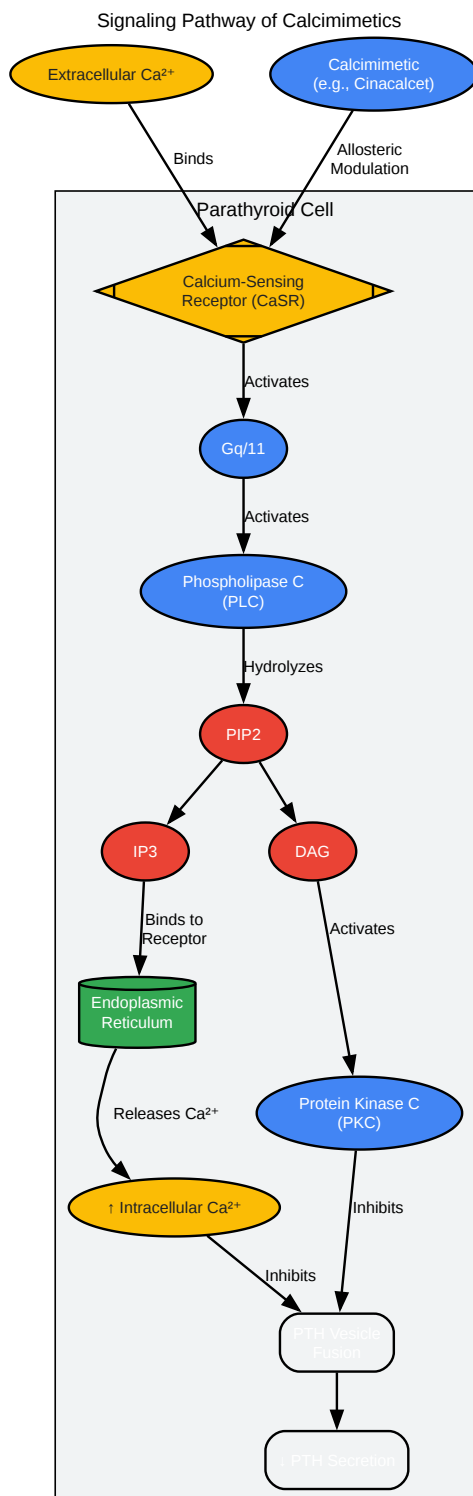 Signaling Pathway of Calcimimetics
Extracellular Ca²⁺
Calcimimetic
(e.g., Cinacalcet)
Binds
Allosteric
Modulation
Parathyroid Cell
Calcium-Sensing
Receptor (CaSR)
Activates
Gq/11
Activates
Phospholipase C
(PLC)
Hydrolyzes
PIP2
IP3
DAG
Binds to
Receptor
Activates
Endoplasmic
Reticulum
Releases Ca²⁺
Protein Kinase C
(PKC)
↑ Intracellular Ca²⁺
Inhibits
Inhibits
PTH Vesicle
Fusion
↓ PTH Secretion